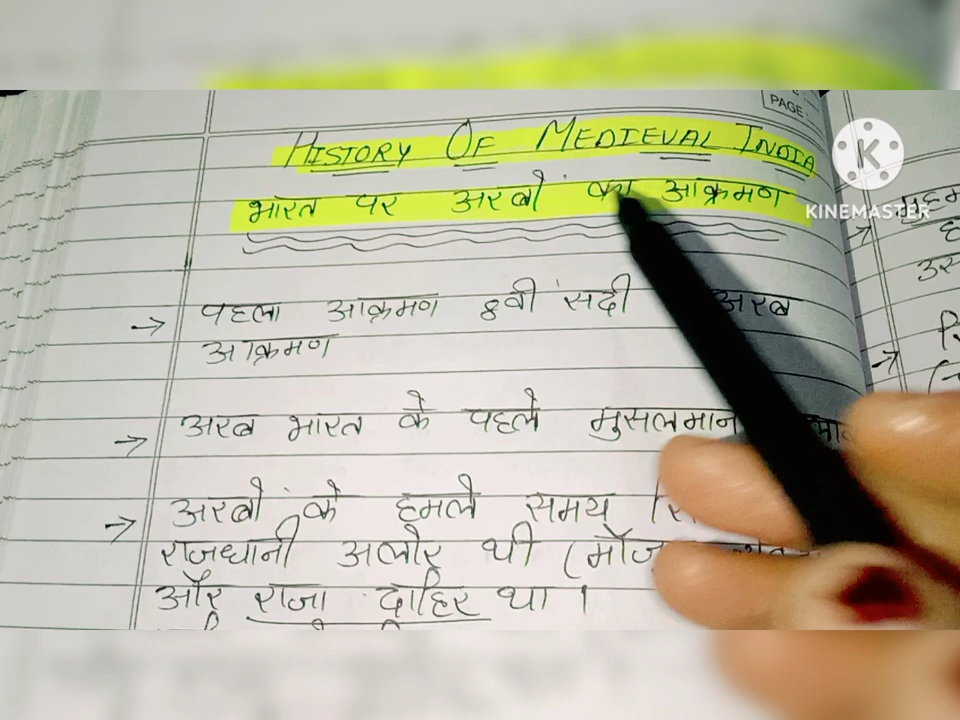 PAGE
HISTORY OF MEDIEVAL INDIA
भारत पर अरबों का आक्रमण
KINEMASTER
→ पहला आक्रमण 8वीं सदी अरब
आक्रमण
→ अरब भारत के पहले मुसलमान
→ अरबों के हमले समय
राजधानी अलोर थी (
और राजा दाहिर था।